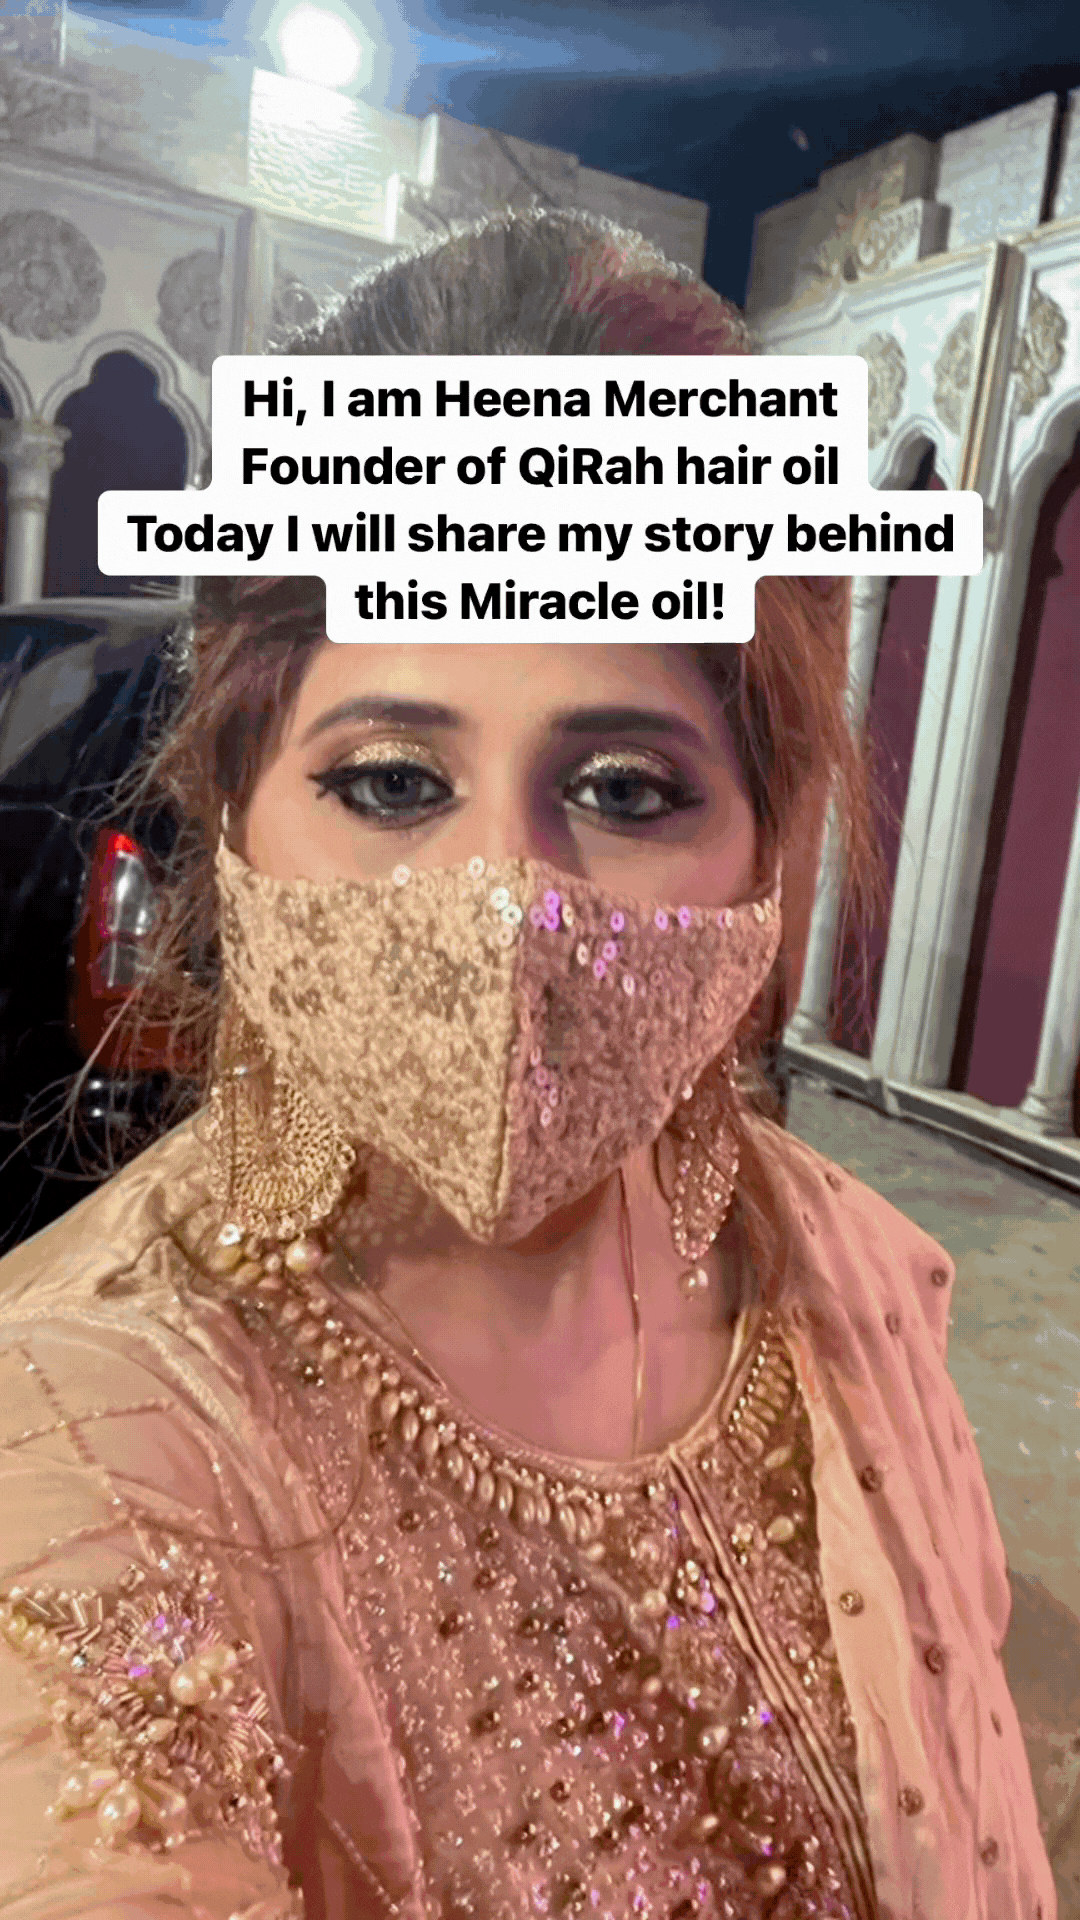 Hi, I am Heena Merchant
Founder of QiRah hair oil
Today I will share my story behind
this Miracle oil!